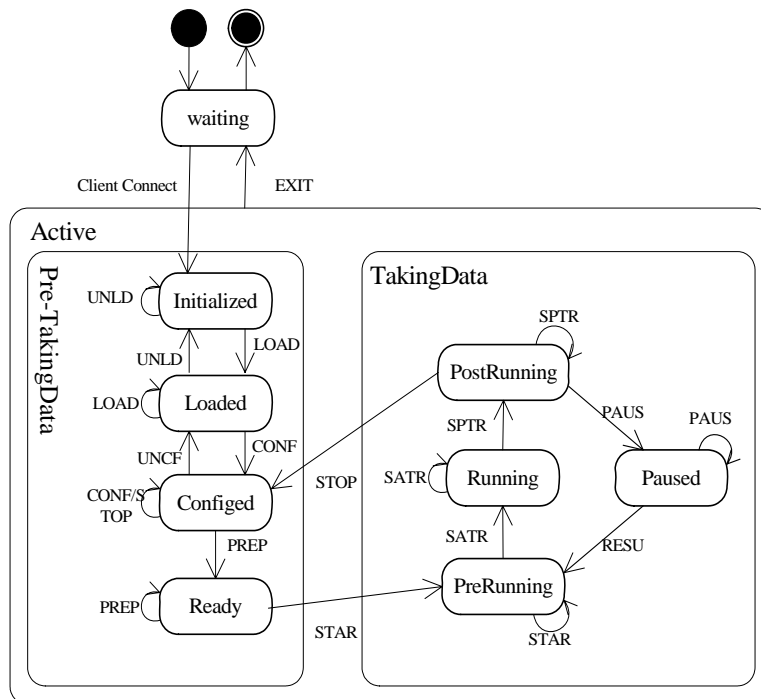 waiting
Client Connect
EXIT
Active
Pre-TakingData
TakingData
UNLD
Initialized
UNLD
LOAD
LOAD
Loaded
UNCF
CONF
CONF/S
TOP
Configed
PREP
PREP
Ready
STOP
STAR
SPTR
PostRunning
PAUS
PAUS
SPTR
SATR
Running
Paused
SATR
RESU
PreRunning
STAR